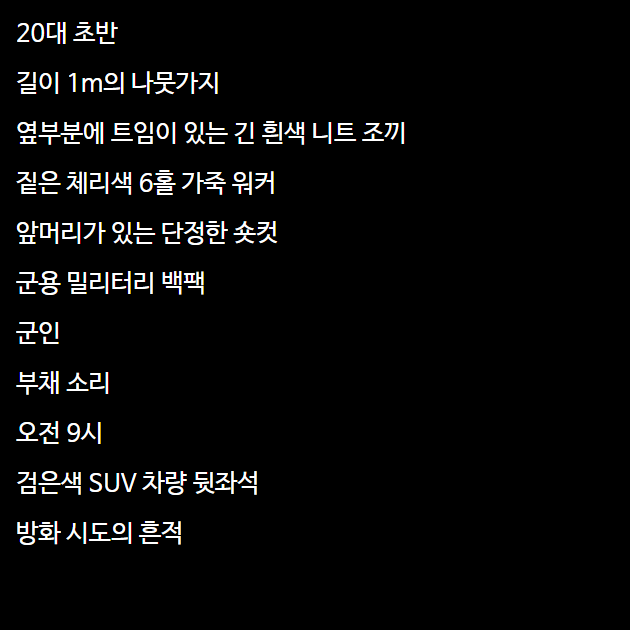 20대 초반
길이 1m의 나뭇가지
옆부분에 트임이 있는 긴 흰색 니트 조끼
짙은 체리색 6홀 가죽 워커
앞머리가 있는 단정한 숏컷
군용 밀리터리 백팩
군인
부채 소리
오전 9시
검은색 SUV 차량 뒷좌석
방화 시도의 흔적